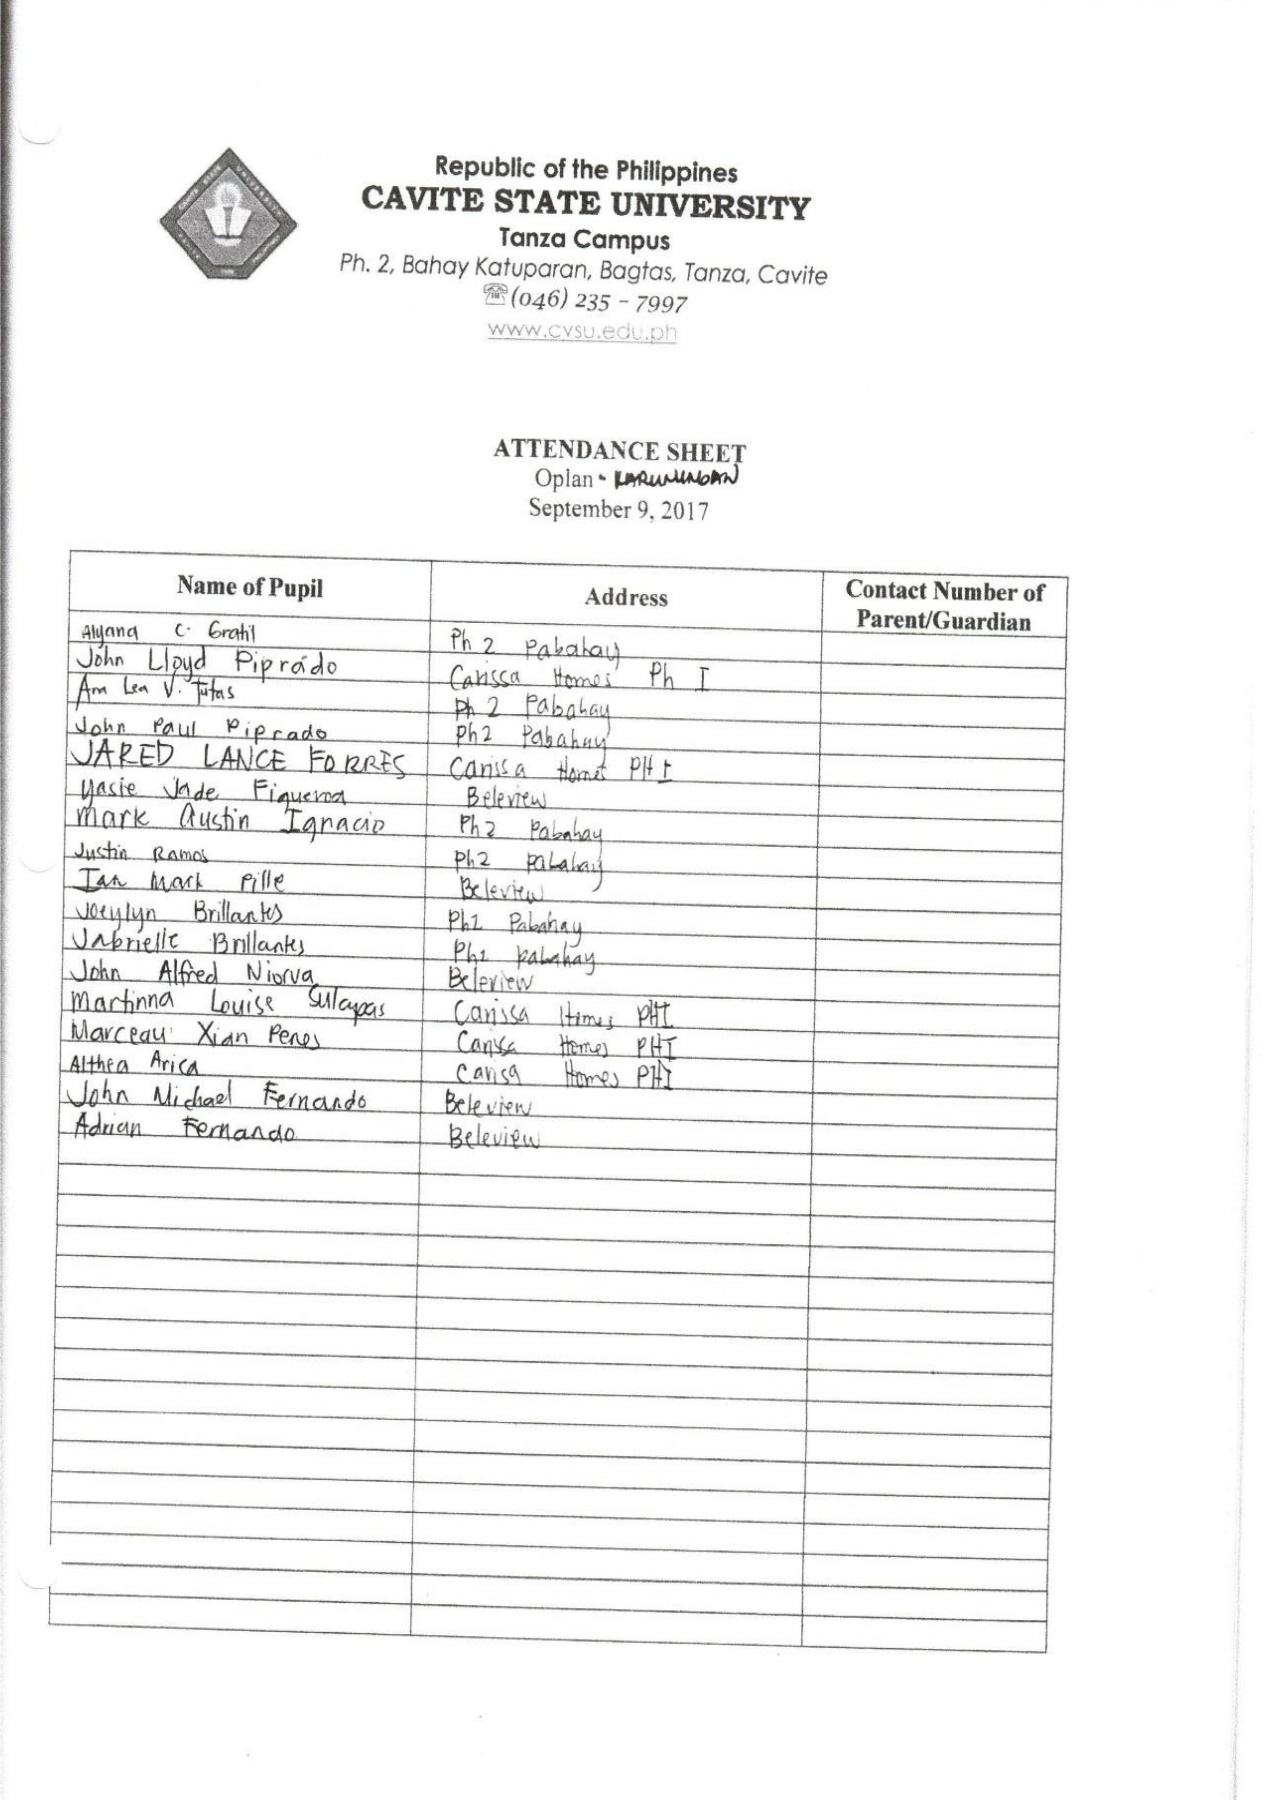 Republic of the Philippines
CAVITE STATE UNIVERSITY
Tanza Campus
Ph. 2, Bahay Katuparan, Bagtas, Tanza, Cavite
☏(046) 235 - 7997
www.cvsu.edu.ph
ATTENDANCE SHEET
Oplan - KARUNUNGAN
September 9, 2017
Name of Pupil Address Contact Number of Parent/Guardian
Alyana C. Gratil Ph 2 Pabahay
John Lloyd Piprado Carissa Homes Ph I
Ana Lea V. Tutas Ph 2 Pabahay
John Paul Piprado Ph2 Pabahay
JARED LANCE FORRES Carissa Homes PH I
Yasie Jade Figueroa Beleview
Mark Austin Ignacio Ph2 Pabahay
Justin Ramos Ph2 Pabahay
Ian Mark Pille Beleview
Joeylyn Brillantes Ph2 Pabahay
Jabrielle Brillantes Ph2 Pabahay
John Alfred Niorva Beleview
Martinna Louise Sulapas Carissa Homes PHI
Marceau Xian Penes Carissa Homes PHI
Althea Arica Carisa Homes PHI
John Michael Fernando Beleview
Adrian Fernando Beleview